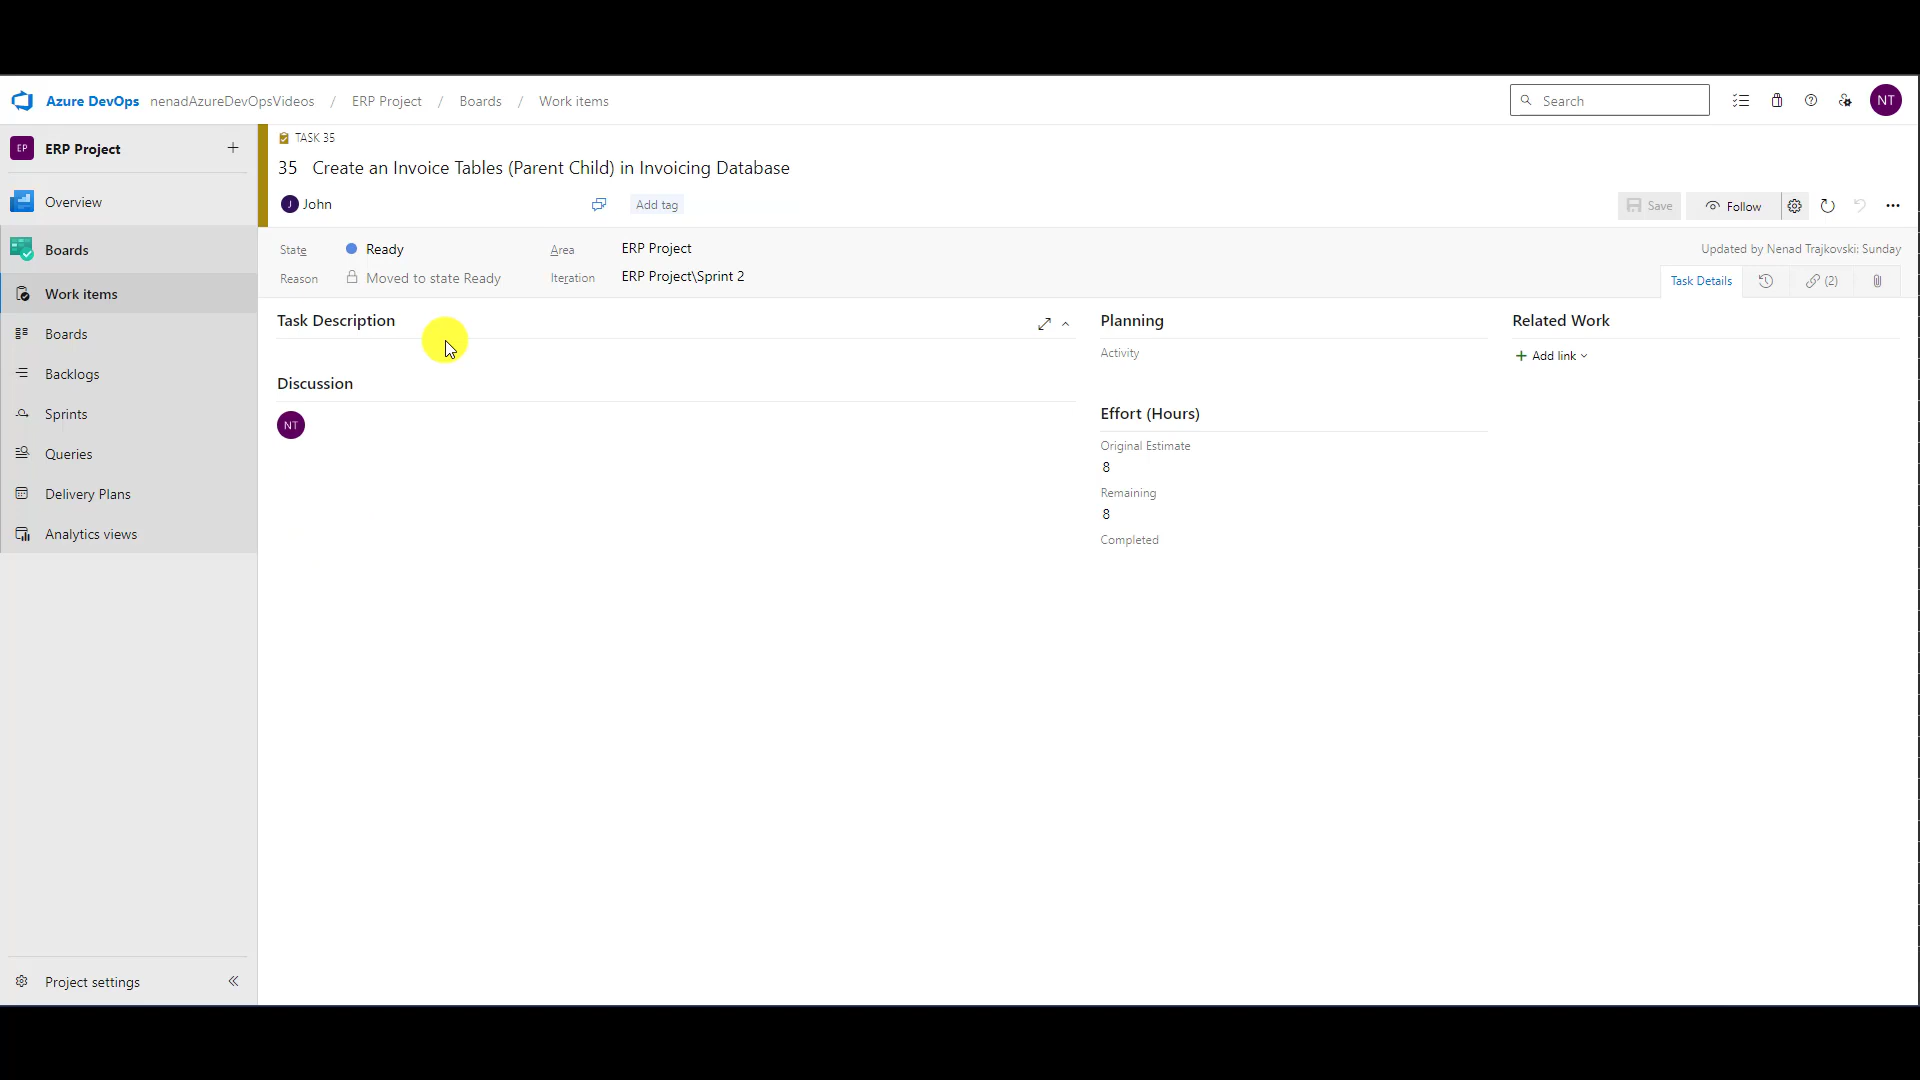 Azure DevOps nenadAzureDevOpsVideos / ERP Project / Boards / Work items Search NT
EP ERP Project +
TASK 35
35 Create an Invoice Tables (Parent Child) in Invoicing Database
J John Add tag Save Follow
Overview
Boards
Work items
Boards
Backlogs
Sprints
Queries
Delivery Plans
Analytics views
Project settings
State Ready Area ERP Project Updated by Nenad Trajkovski: Sunday
Reason Moved to state Ready Iteration ERP Project\Sprint 2 Task Details (2)
Task Description
Discussion
NT
Planning
Activity
Effort (Hours)
Original Estimate
8
Remaining
8
Completed
Related Work
+ Add link